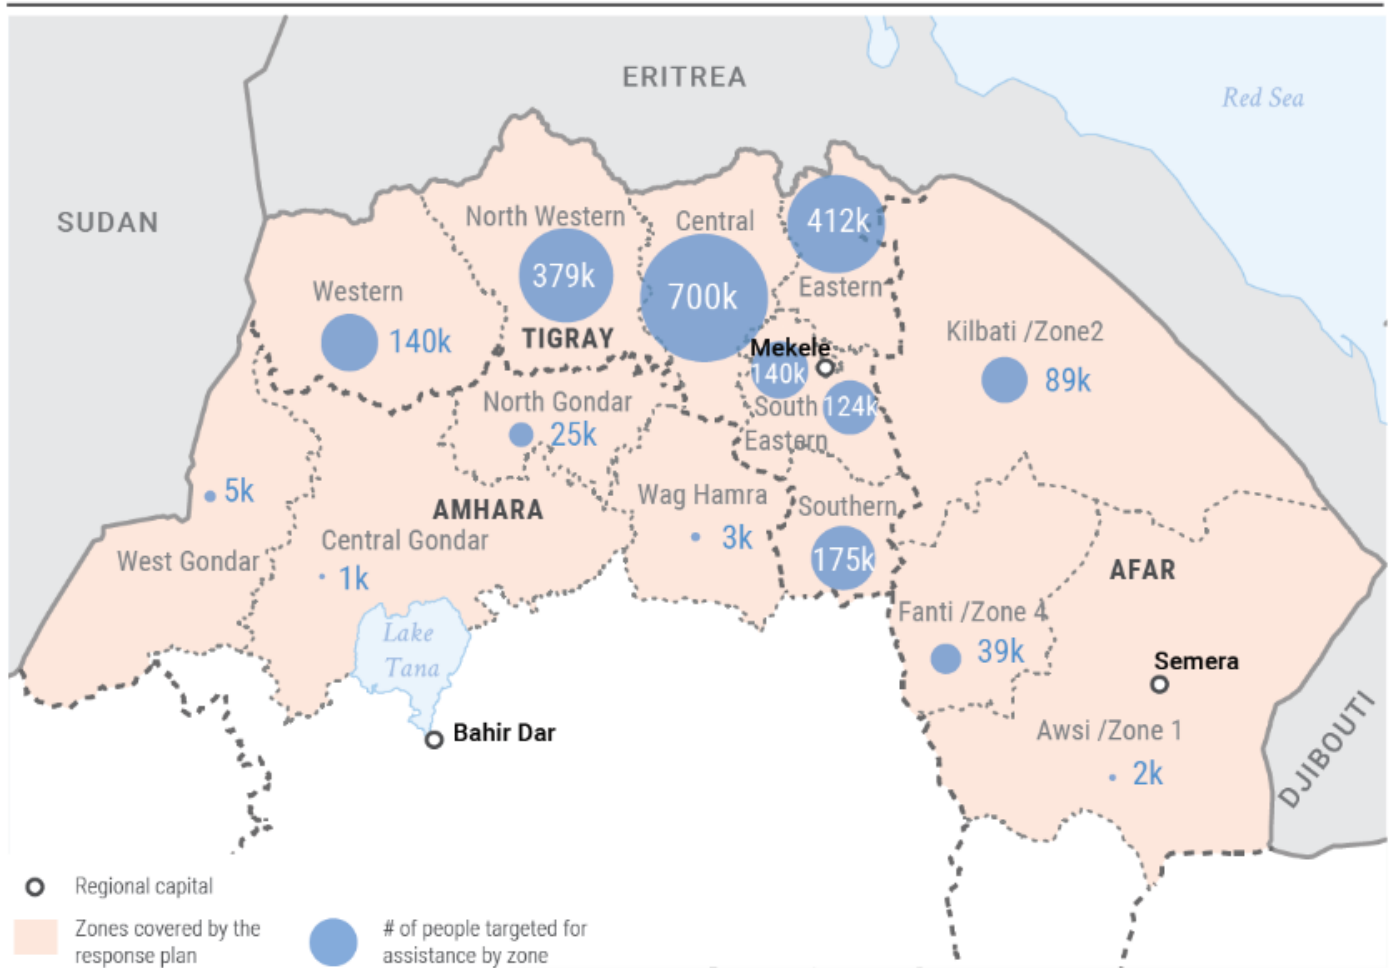 ERITREA
Red Sea
SUDAN
North Western
379k
Central
700k
412k
Eastern
Western
140k
TIGRAY
Mekele
140k
South
Eastern
124k
Kilbati /Zone2
89k
North Gondar
25k
5k
AMHARA
Wag Hamra
3k
Southern
175k
West Gondar
Central Gondar
1k
AFAR
Fanti /Zone 4
39k
Lake
Tana
Semera
Bahir Dar
Awsi /Zone 1
2k
DJIBOUTI
Regional capital
Zones covered by the
response plan
# of people targeted for
assistance by zone